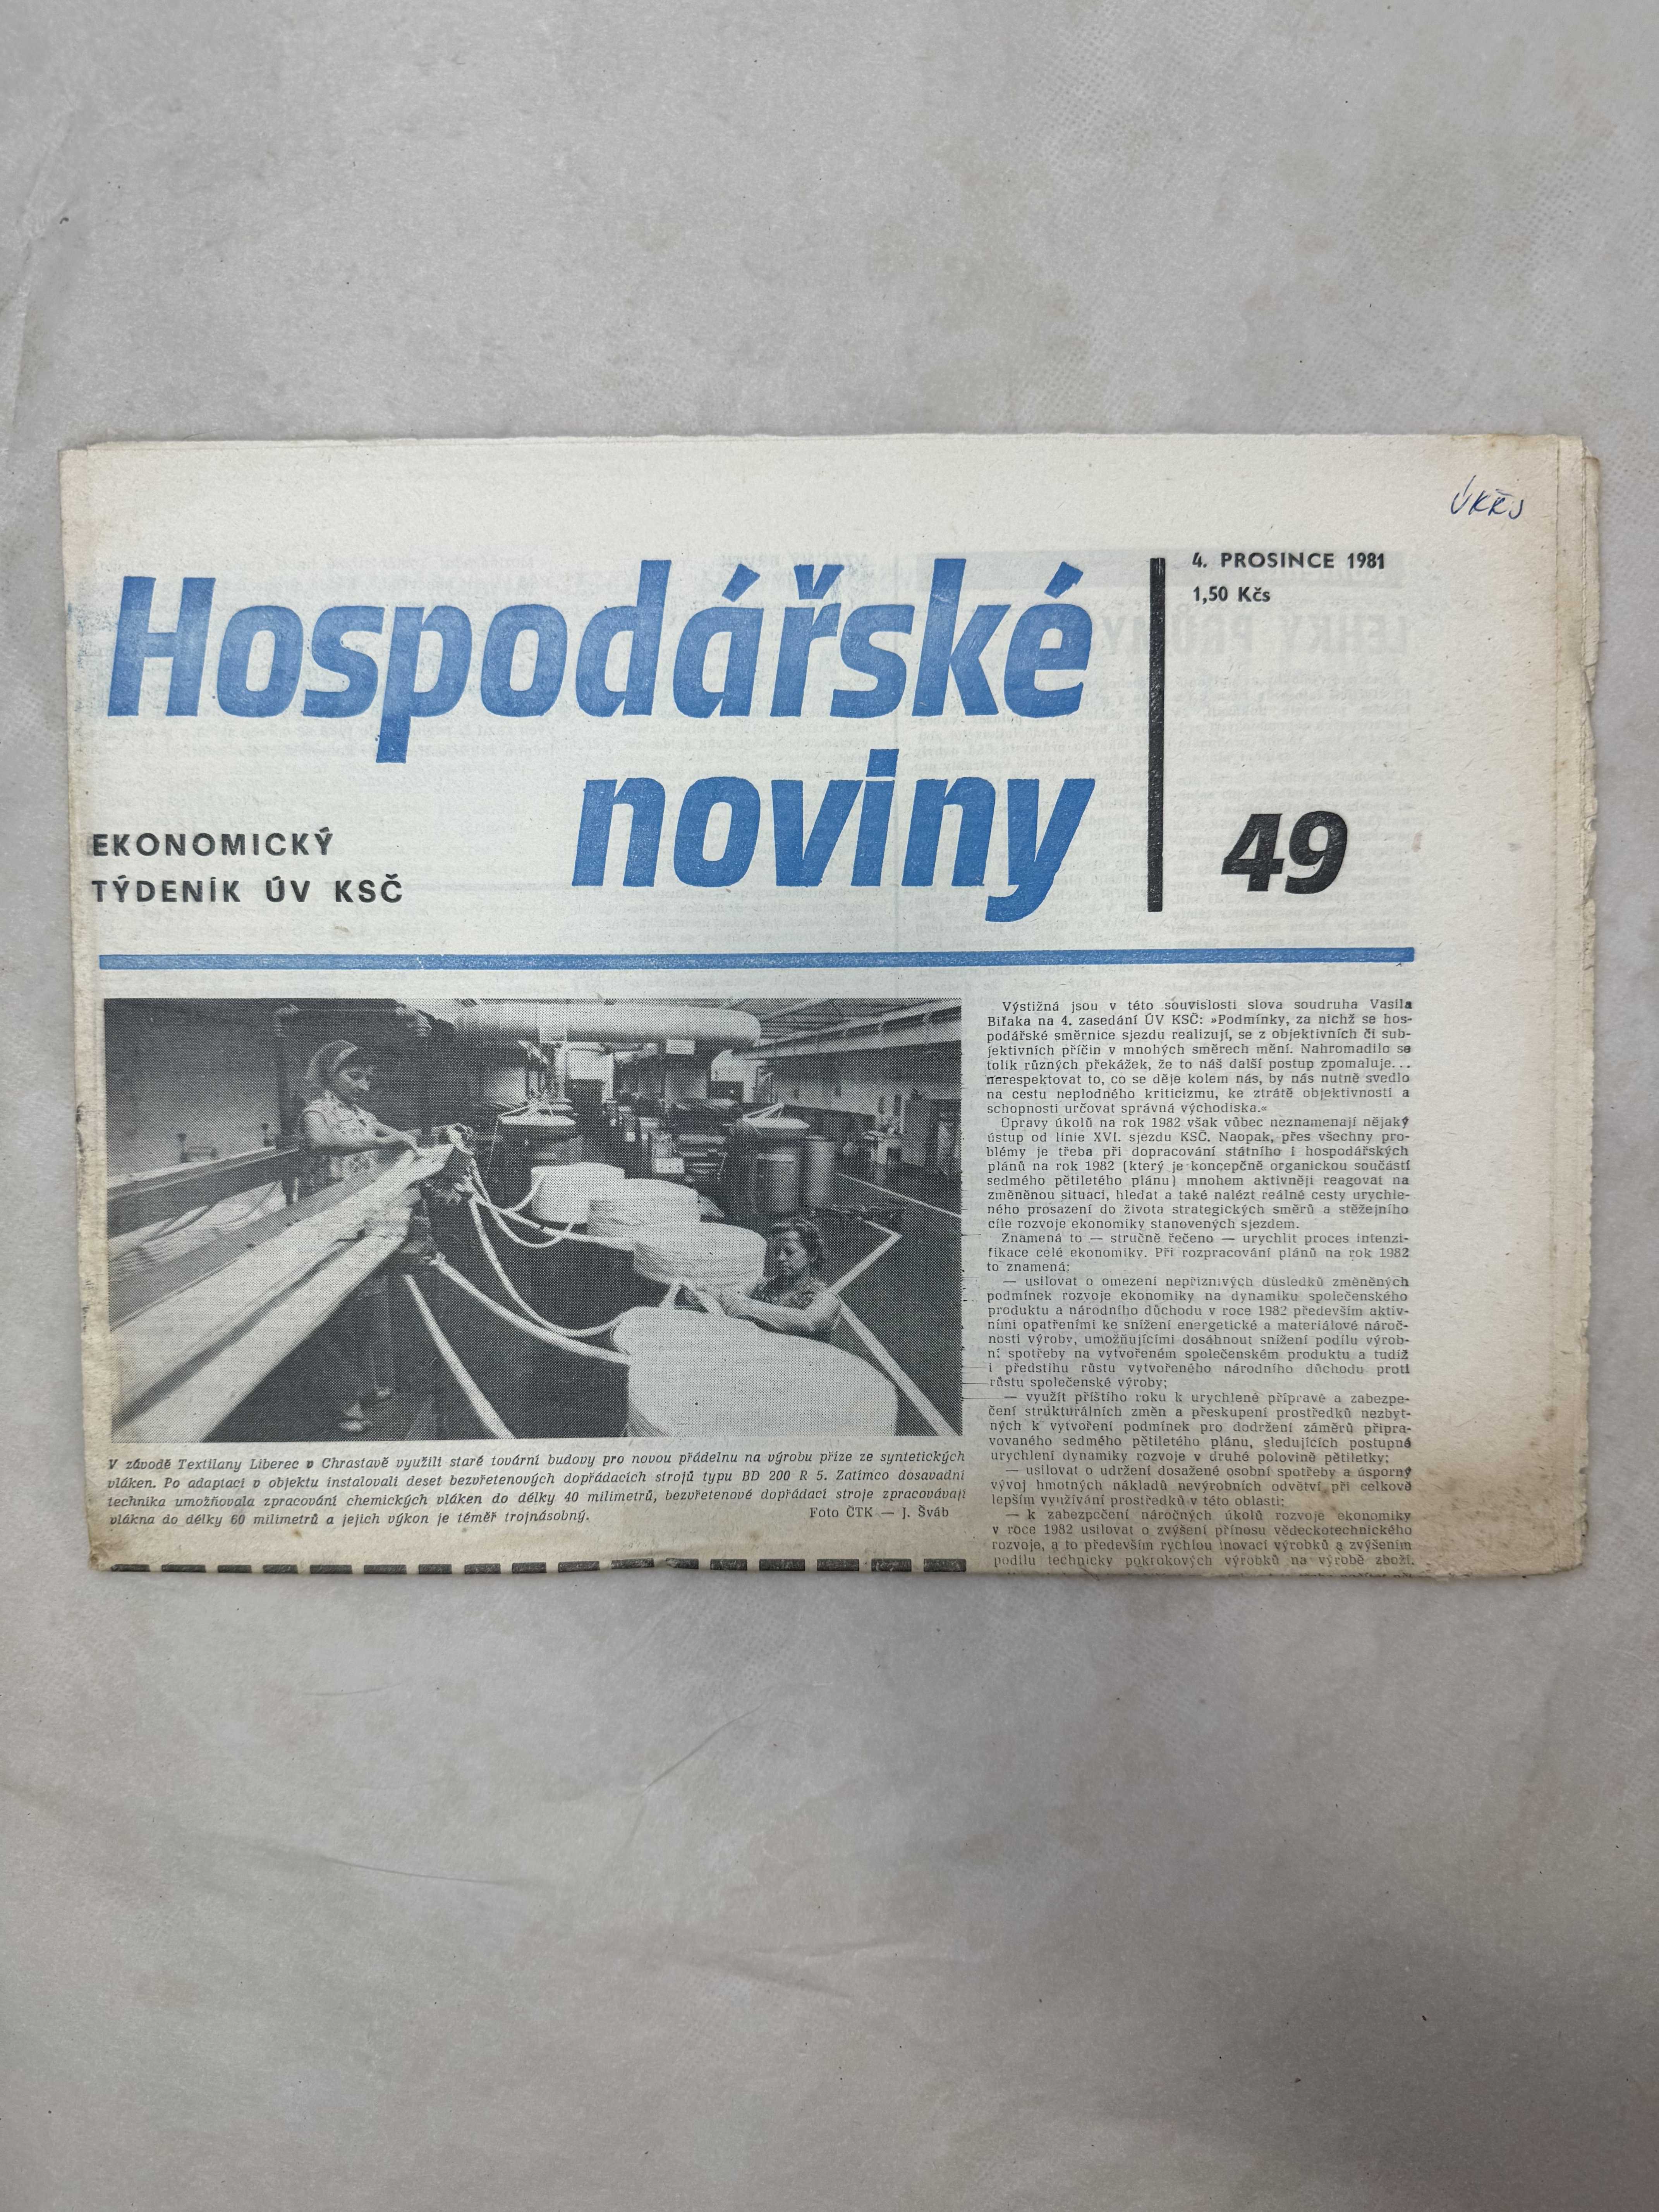 Hospodářské
noviny
EKONOMICKÝ
TÝDENÍK ÚV KSČ
4. PROSINCE 1981
1,50 Kčs
49
V závodě Textilany Liberec v Chrastavě využili staré tovární budovy pro novou přádelnu na výrobu příze ze syntetických
vláken. Po adaptaci v objektu instalovali deset bezvřetenových dopřádacích strojů typu BD 200 R 5. Zatímco dosavadní
technika umožňovala zpracování chemických vláken do délky 40 milimetrů, bezvřetenové dopřádací stroje zpracovávají
vlákna do délky 60 milimetrů a jejich výkon je téměř trojnásobný.
Foto ČTK — J. Šváb
Výstižná jsou v této souvislosti slova soudruha Vasila
Biľaka na 4. zasedání ÚV KSČ: »Podmínky, za nichž se hos-
podářské směrnice sjezdu realizují, se z objektivních či sub-
jektivních příčin v mnohých směrech mění. Nahromadilo se
tolik různých překážek, že to náš další postup zpomaluje...
nerespektovat to, co se děje kolem nás, by nás nutně svedlo
na cestu neplodného kriticizmu, ke ztrátě objektivnosti a
schopnosti určovat správná východiska.«
Úpravy úkolů na rok 1982 však vůbec neznamenají nějaký
ústup od linie XVI. sjezdu KSČ. Naopak, přes všechny pro-
blémy je třeba při dopracování státního i hospodářských
plánů na rok 1982 (který je koncepčně organickou součástí
sedmého pětiletého plánu) mnohem aktivněji reagovat na
změněnou situaci, hledat a také nalézt reálné cesty urychle-
ného prosazení do života strategických směrů a stěžejního
cíle rozvoje ekonomiky stanovených sjezdem.
Znamená to — stručně řečeno — urychlit proces intenzi-
fikace celé ekonomiky. Při rozpracování plánů na rok 1982
to znamená:
— usilovat o omezení nepříznivých důsledků změněných
podmínek rozvoje ekonomiky na dynamiku společenského
produktu a národního důchodu v roce 1982 především aktiv-
ními opatřeními ke snížení energetické a materiálové nároč-
nosti výroby, umožňujícími dosáhnout snížení podílu výrob-
ní spotřeby na vytvořeném společenském produktu a tudíž
i předstihu růstu vytvořeného národního důchodu proti
růstu společenské výroby;
— využít příštího roku k urychlené přípravě a zabezpe-
čení strukturálních změn a přeskupení prostředků nezbyt-
ných k vytvoření podmínek pro dodržení záměrů připra-
vovaného sedmého pětiletého plánu, sledujících postupné
urychlení dynamiky rozvoje v druhé polovině pětiletky;
— usilovat o udržení dosažené osobní spotřeby a úsporný
vývoj hmotných nákladů nevýrobních odvětví při celkově
lepším využívání prostředků v této oblasti;
— k zabezpečení náročných úkolů rozvoje ekonomiky
v roce 1982 usilovat o zvýšení přínosu vědeckotechnického
rozvoje, a to především rychlou inovací výrobků a zvýšením
podílu technicky pokrokových výrobků na výrobě zboží.